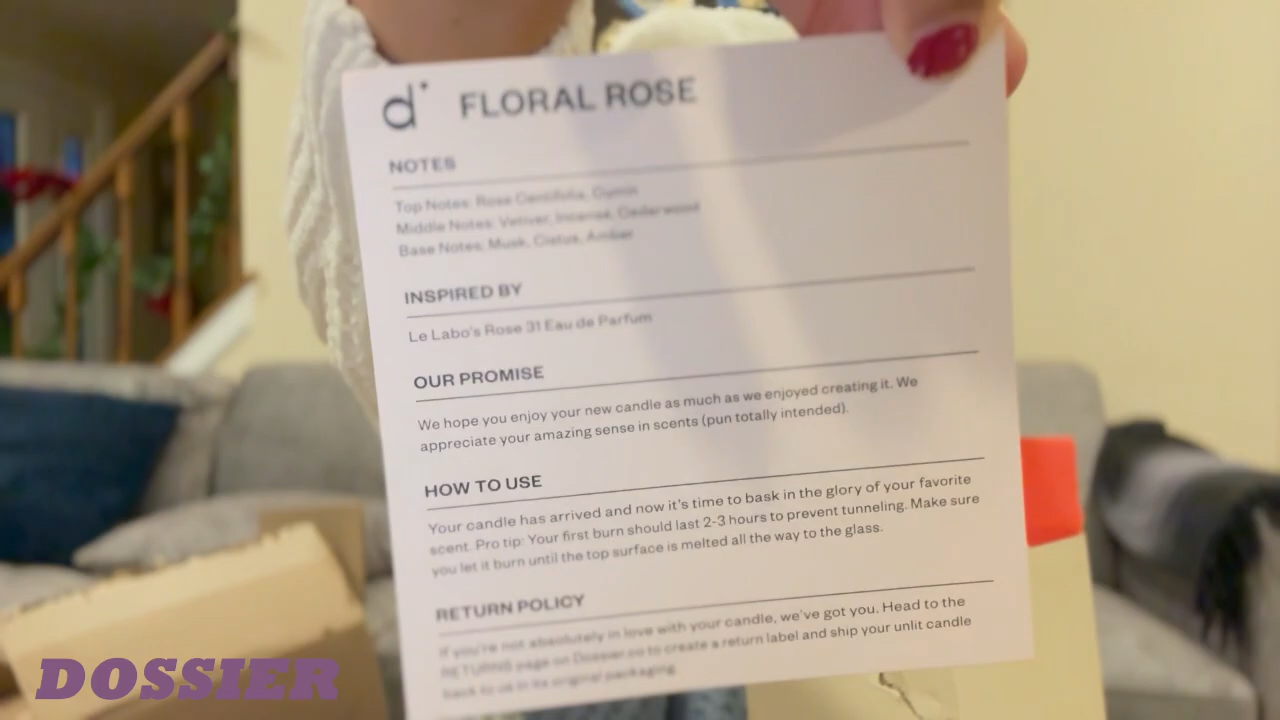 d
FLORAL ROSE
NOTES
Top Notes: Rose Centifolia, Cumin
Middle Notes: Vetiver, Incense, Cedarwood
Base Notes: Musk, Cistus, Amber
INSPIRED BY
Le Labo's Rose 31 Eau de Parfum
OUR PROMISE
We hope you enjoy your new candle as much as we enjoyed creating it. We
appreciate your amazing sense in scents (pun totally intended).
HOW TO USE
Your candle has arrived and now it's time to bask in the glory of your favorite
scent. Pro tip: Your first burn should last 2-3 hours to prevent tunneling. Make sure
you let it burn until the top surface is melted all the way to the glass.
RETURN POLICY
If you're not absolutely in love with your candle, we've got you. Head to the
RETURNS page on Dossier.co to create a return label and ship your unlit candle
back to us in its original packaging.
DOSSIER